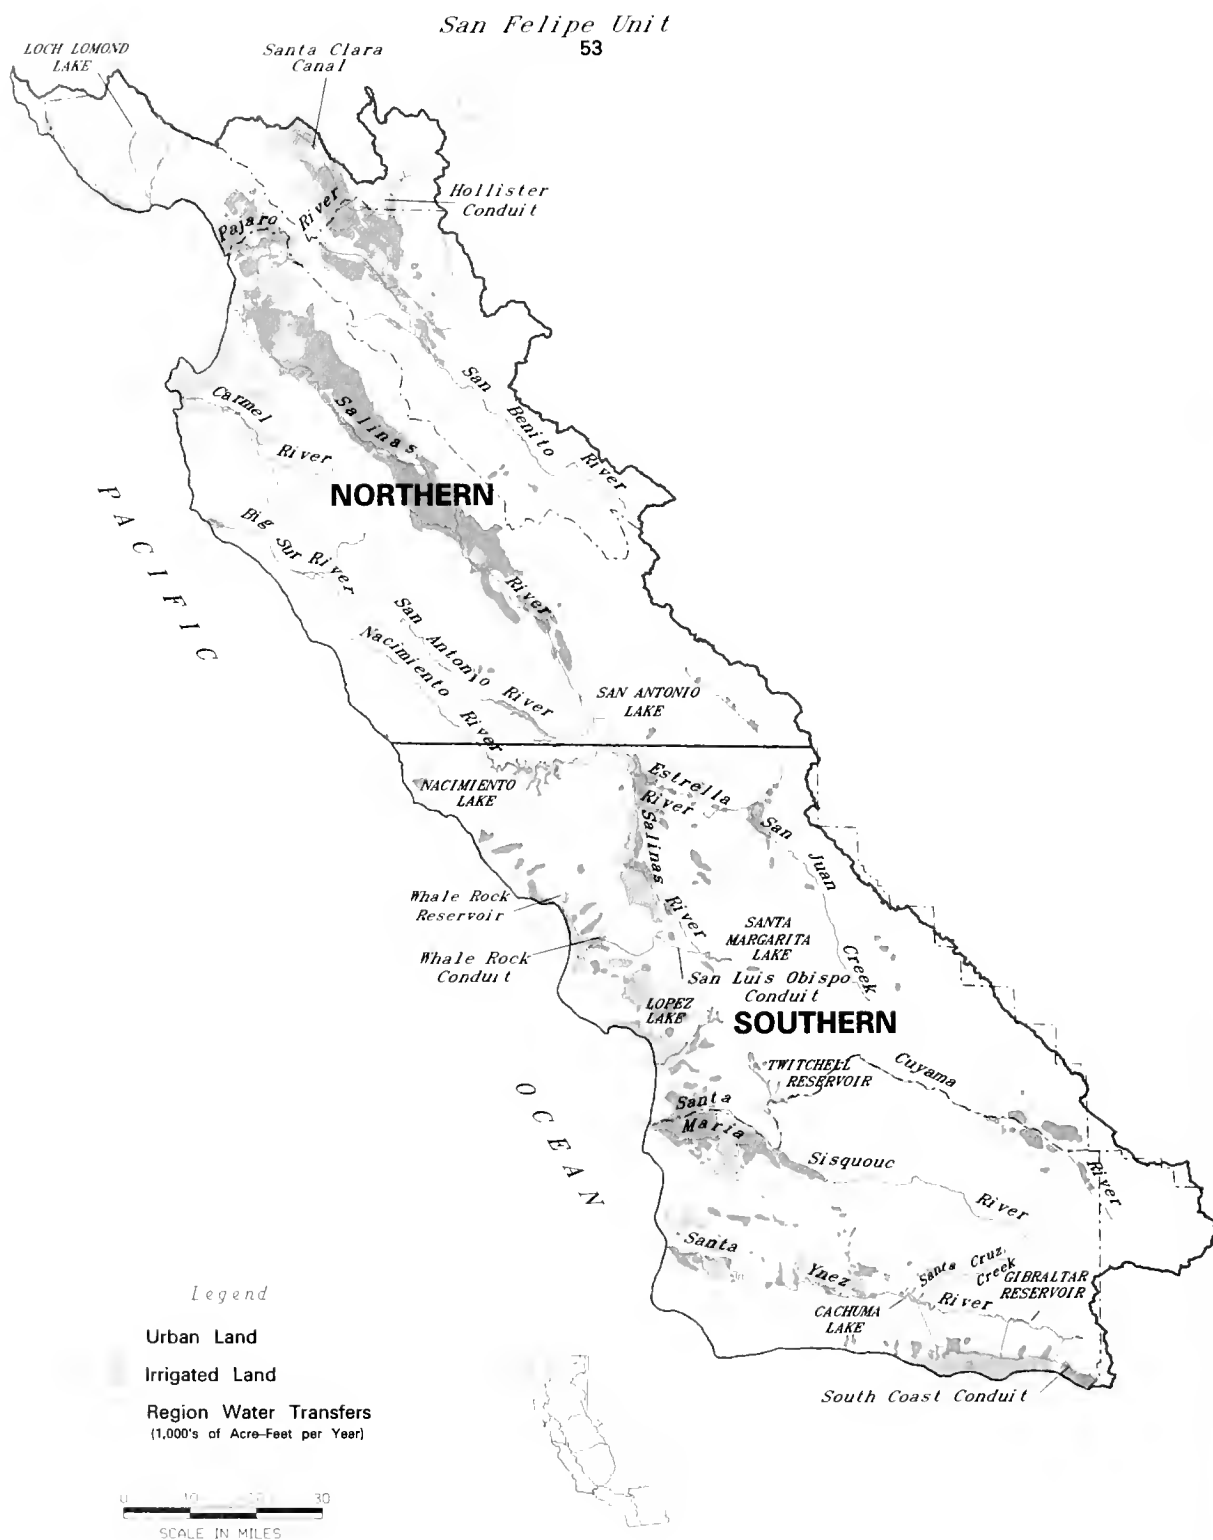 San Felipe Unit
53
LOCH LOMOND
LAKE
Santa Clara
Canal
Hollister
Conduit
Pajaro River
San Benito River
Carmel River
Salinas River
NORTHERN
Big Sur River
San Antonio River
Nacimiento River
SAN ANTONIO
LAKE
PACIFIC OCEAN
NACIMIENTO
LAKE
Estrella
River
San Juan Creek
Salinas River
Whale Rock
Reservoir
Whale Rock
Conduit
SANTA
MARGARITA
LAKE
San Luis Obispo
Conduit
LOPEZ
LAKE
SOUTHERN
TWITCHELL
RESERVOIR
Cuyama River
Santa
Maria
Sisquouc River
Santa Ynez River
Santa Cruz
Creek
GIBRALTAR
RESERVOIR
CACHUMA
LAKE
South Coast Conduit
Legend
Urban Land
Irrigated Land
Region Water Transfers
(1,000's of Acre-Feet per Year)
0 10 20 30
SCALE IN MILES